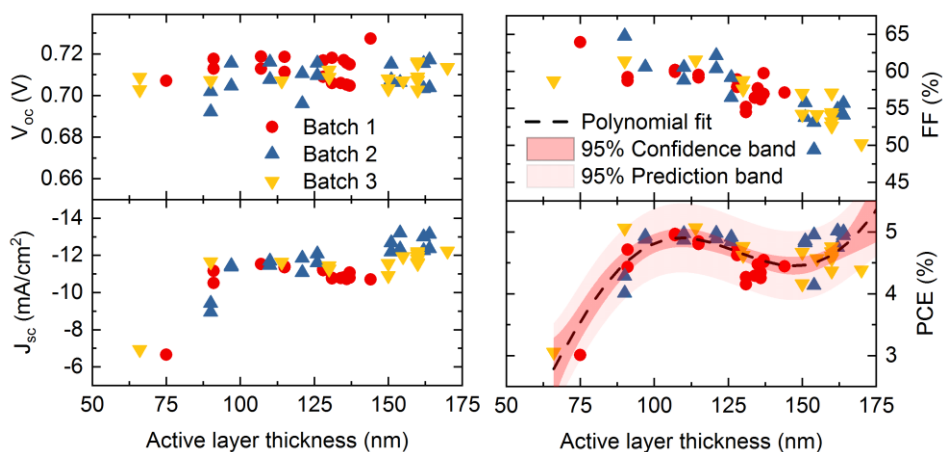 0.72
0.70
0.68
0.66
Voc (V)
Batch 1
Batch 2
Batch 3
65
60
55
50
45
FF (%)
Polynomial fit
95% Confidence band
95% Prediction band
-14
-12
-10
-8
-6
Jsc (mA/cm²)
50 75 100 125 150 175
Active layer thickness (nm)
5
4
3
PCE (%)
50 75 100 125 150 175
Active layer thickness (nm)